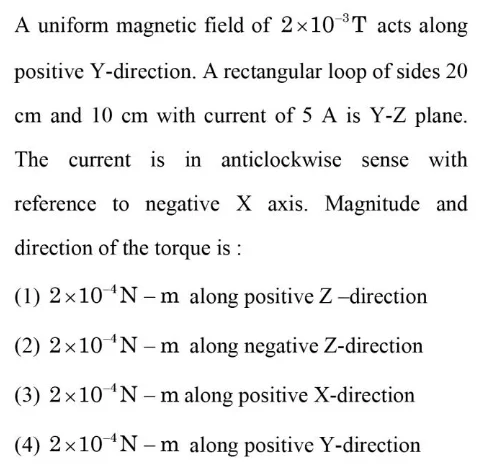 A uniform magnetic field of 2×10⁻³T acts along
positive Y-direction. A rectangular loop of sides 20
cm and 10 cm with current of 5 A is Y-Z plane.
The current is in anticlockwise sense with
reference to negative X axis. Magnitude and
direction of the torque is :
(1) 2×10⁻⁴N – m along positive Z –direction
(2) 2×10⁻⁴N – m along negative Z-direction
(3) 2×10⁻⁴N – m along positive X-direction
(4) 2×10⁻⁴N – m along positive Y-direction